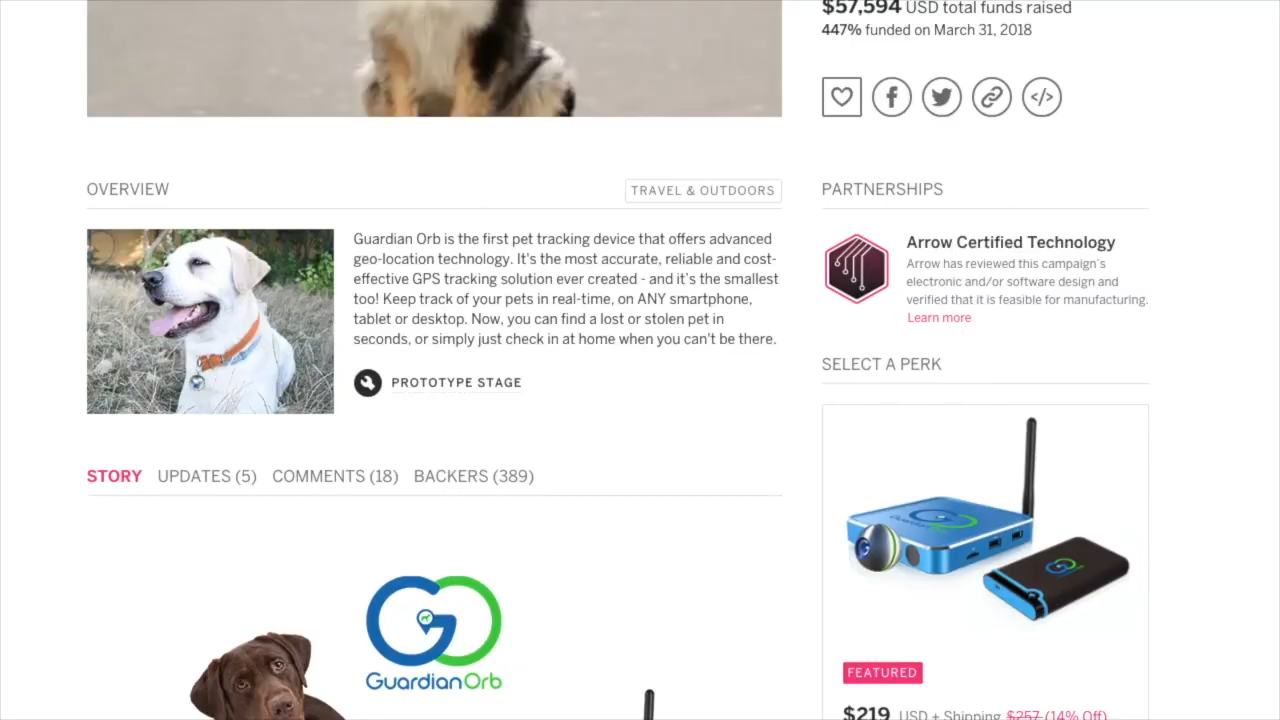 $57,594 USD total funds raised
447% funded on March 31, 2018
OVERVIEW
TRAVEL & OUTDOORS
Guardian Orb is the first pet tracking device that offers advanced
geo-location technology. It's the most accurate, reliable and cost-
effective GPS tracking solution ever created - and it's the smallest
too! Keep track of your pets in real-time, on ANY smartphone,
tablet or desktop. Now, you can find a lost or stolen pet in
seconds, or simply just check in at home when you can't be there.
PROTOTYPE STAGE
STORY UPDATES (5) COMMENTS (18) BACKERS (389)
GuardianOrb
PARTNERSHIPS
Arrow Certified Technology
Arrow has reviewed this campaign's
electronic and/or software design and
verified that it is feasible for manufacturing.
Learn more
SELECT A PERK
GuardianOrb
FEATURED
$219 USD + Shipping $257 (14% Off)